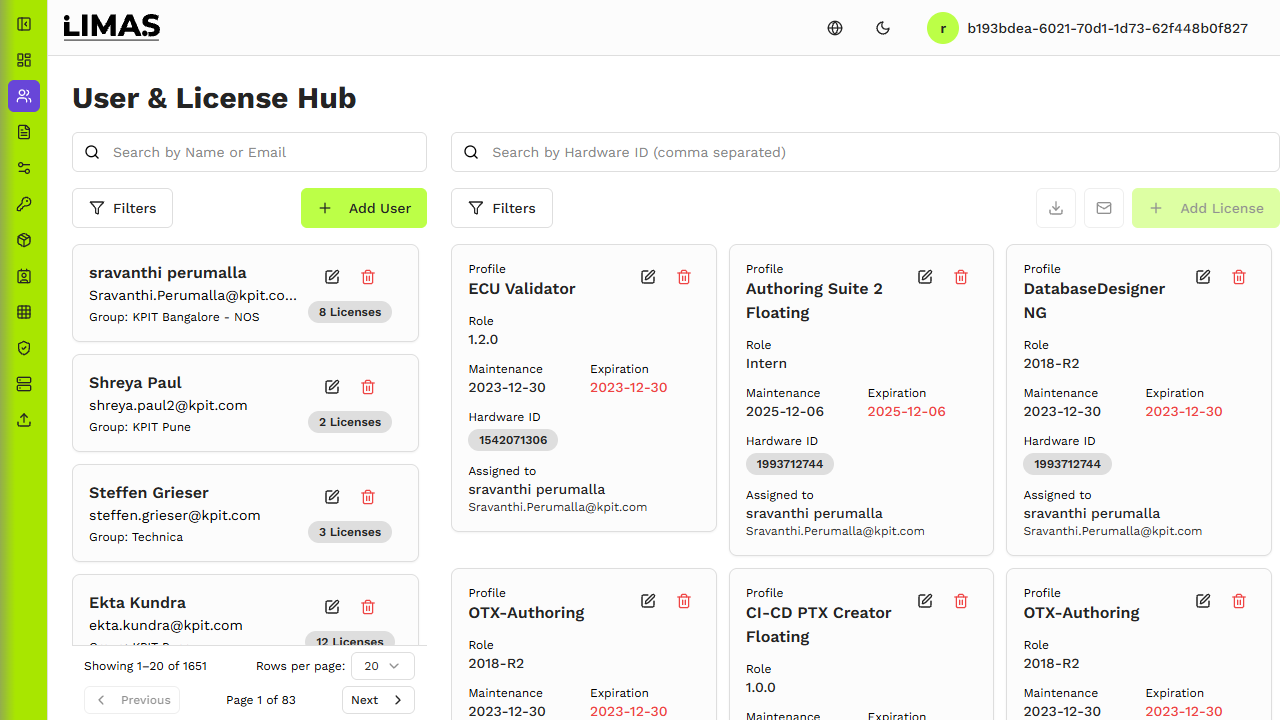 LIMAS
r
b193bdea-6021-70d1-1d73-62f448b0f827
User & License Hub
Search by Name or Email
Search by Hardware ID (comma separated)
Filters
Add User
Filters
Add License
sravanthi perumalla
Sravanthi.Perumalla@kpit.co...
Group: KPIT Bangalore - NOS
8 Licenses
Shreya Paul
shreya.paul2@kpit.com
Group: KPIT Pune
2 Licenses
Steffen Grieser
steffen.grieser@kpit.com
Group: Technica
3 Licenses
Ekta Kundra
ekta.kundra@kpit.com
12 Licenses
Showing 1–20 of 1651
Rows per page:
20
Previous
Page 1 of 83
Next
Profile
ECU Validator
Role
1.2.0
Maintenance
Expiration
2023-12-30
2023-12-30
Hardware ID
1542071306
Assigned to
sravanthi perumalla
Sravanthi.Perumalla@kpit.com
Profile
Authoring Suite 2
Floating
Role
Intern
Maintenance
Expiration
2025-12-06
2025-12-06
Hardware ID
1993712744
Assigned to
sravanthi perumalla
Sravanthi.Perumalla@kpit.com
Profile
DatabaseDesigner
NG
Role
2018-R2
Maintenance
Expiration
2023-12-30
2023-12-30
Hardware ID
1993712744
Assigned to
sravanthi perumalla
Sravanthi.Perumalla@kpit.com
Profile
OTX-Authoring
Role
2018-R2
Maintenance
Expiration
2023-12-30
2023-12-30
Profile
CI-CD PTX Creator
Floating
Role
1.0.0
Maintenance
Expiration
Profile
OTX-Authoring
Role
2018-R2
Maintenance
Expiration
2023-12-30
2023-12-30